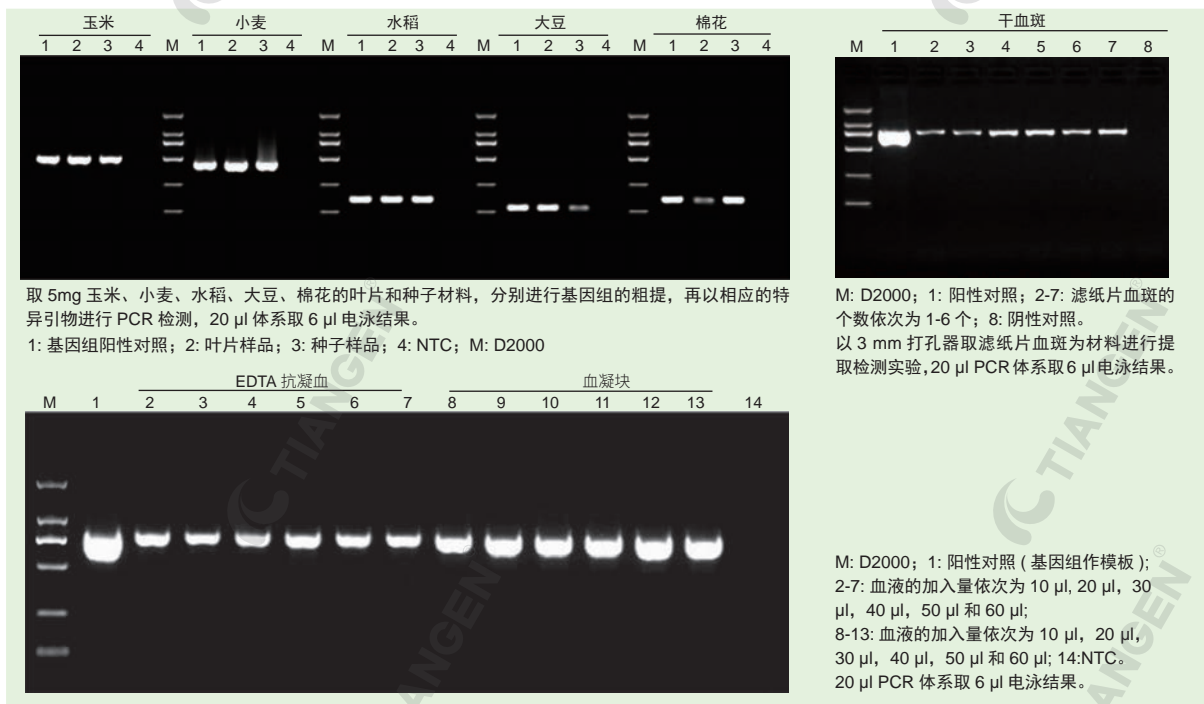 玉米 小麦 水稻 大豆 棉花
1 2 3 4 M 1 2 3 4 M 1 2 3 4 M 1 2 3 4 M 1 2 3 4
取 5mg 玉米、小麦、水稻、大豆、棉花的叶片和种子材料，分别进行基因组的粗提，再以相应的特
异引物进行 PCR 检测，20 μl 体系取 6 μl 电泳结果。
1: 基因组阳性对照；2: 叶片样品；3: 种子样品；4: NTC；M: D2000
干血斑
M 1 2 3 4 5 6 7 8
M: D2000；1: 阳性对照；2-7: 滤纸片血斑的
个数依次为 1-6 个；8: 阴性对照。
以 3 mm 打孔器取滤纸片血斑为材料进行提
取检测实验，20 μl PCR 体系取 6 μl 电泳结果。
EDTA 抗凝血 血凝块
M 1 2 3 4 5 6 7 8 9 10 11 12 13 14
M: D2000；1: 阳性对照 ( 基因组作模板 );
2-7: 血液的加入量依次为 10 μl, 20 μl，30
μl，40 μl，50 μl 和 60 μl;
8-13: 血液的加入量依次为 10 μl，20 μl，
30 μl，40 μl，50 μl 和 60 μl; 14:NTC。
20 μl PCR 体系取 6 μl 电泳结果。
TIANGEN
TIANGEN®
TIANGEN
TIANGEN®